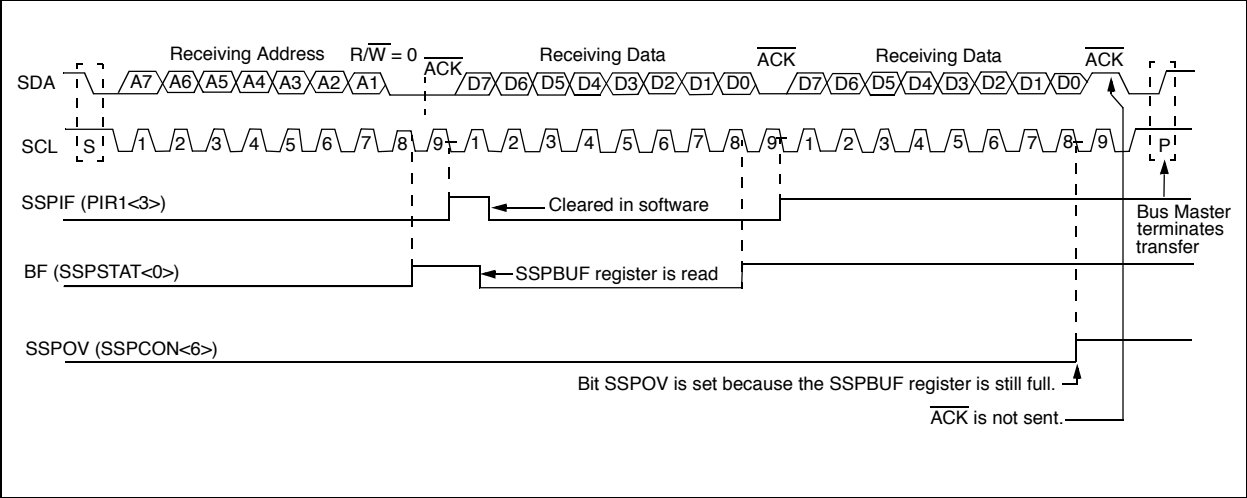 Receiving Address R/W = 0 ACK Receiving Data ACK Receiving Data ACK
SDA A7 A6 A5 A4 A3 A2 A1 D7 D6 D5 D4 D3 D2 D1 D0 D7 D6 D5 D4 D3 D2 D1 D0
SCL S 1 2 3 4 5 6 7 8 9 1 2 3 4 5 6 7 8 9 1 2 3 4 5 6 7 8 9 P
SSPIF (PIR1<3>)
Cleared in software
Bus Master
terminates
transfer
BF (SSPSTAT<0>)
SSPBUF register is read
SSPOV (SSPCON<6>)
Bit SSPOV is set because the SSPBUF register is still full.
ACK is not sent.